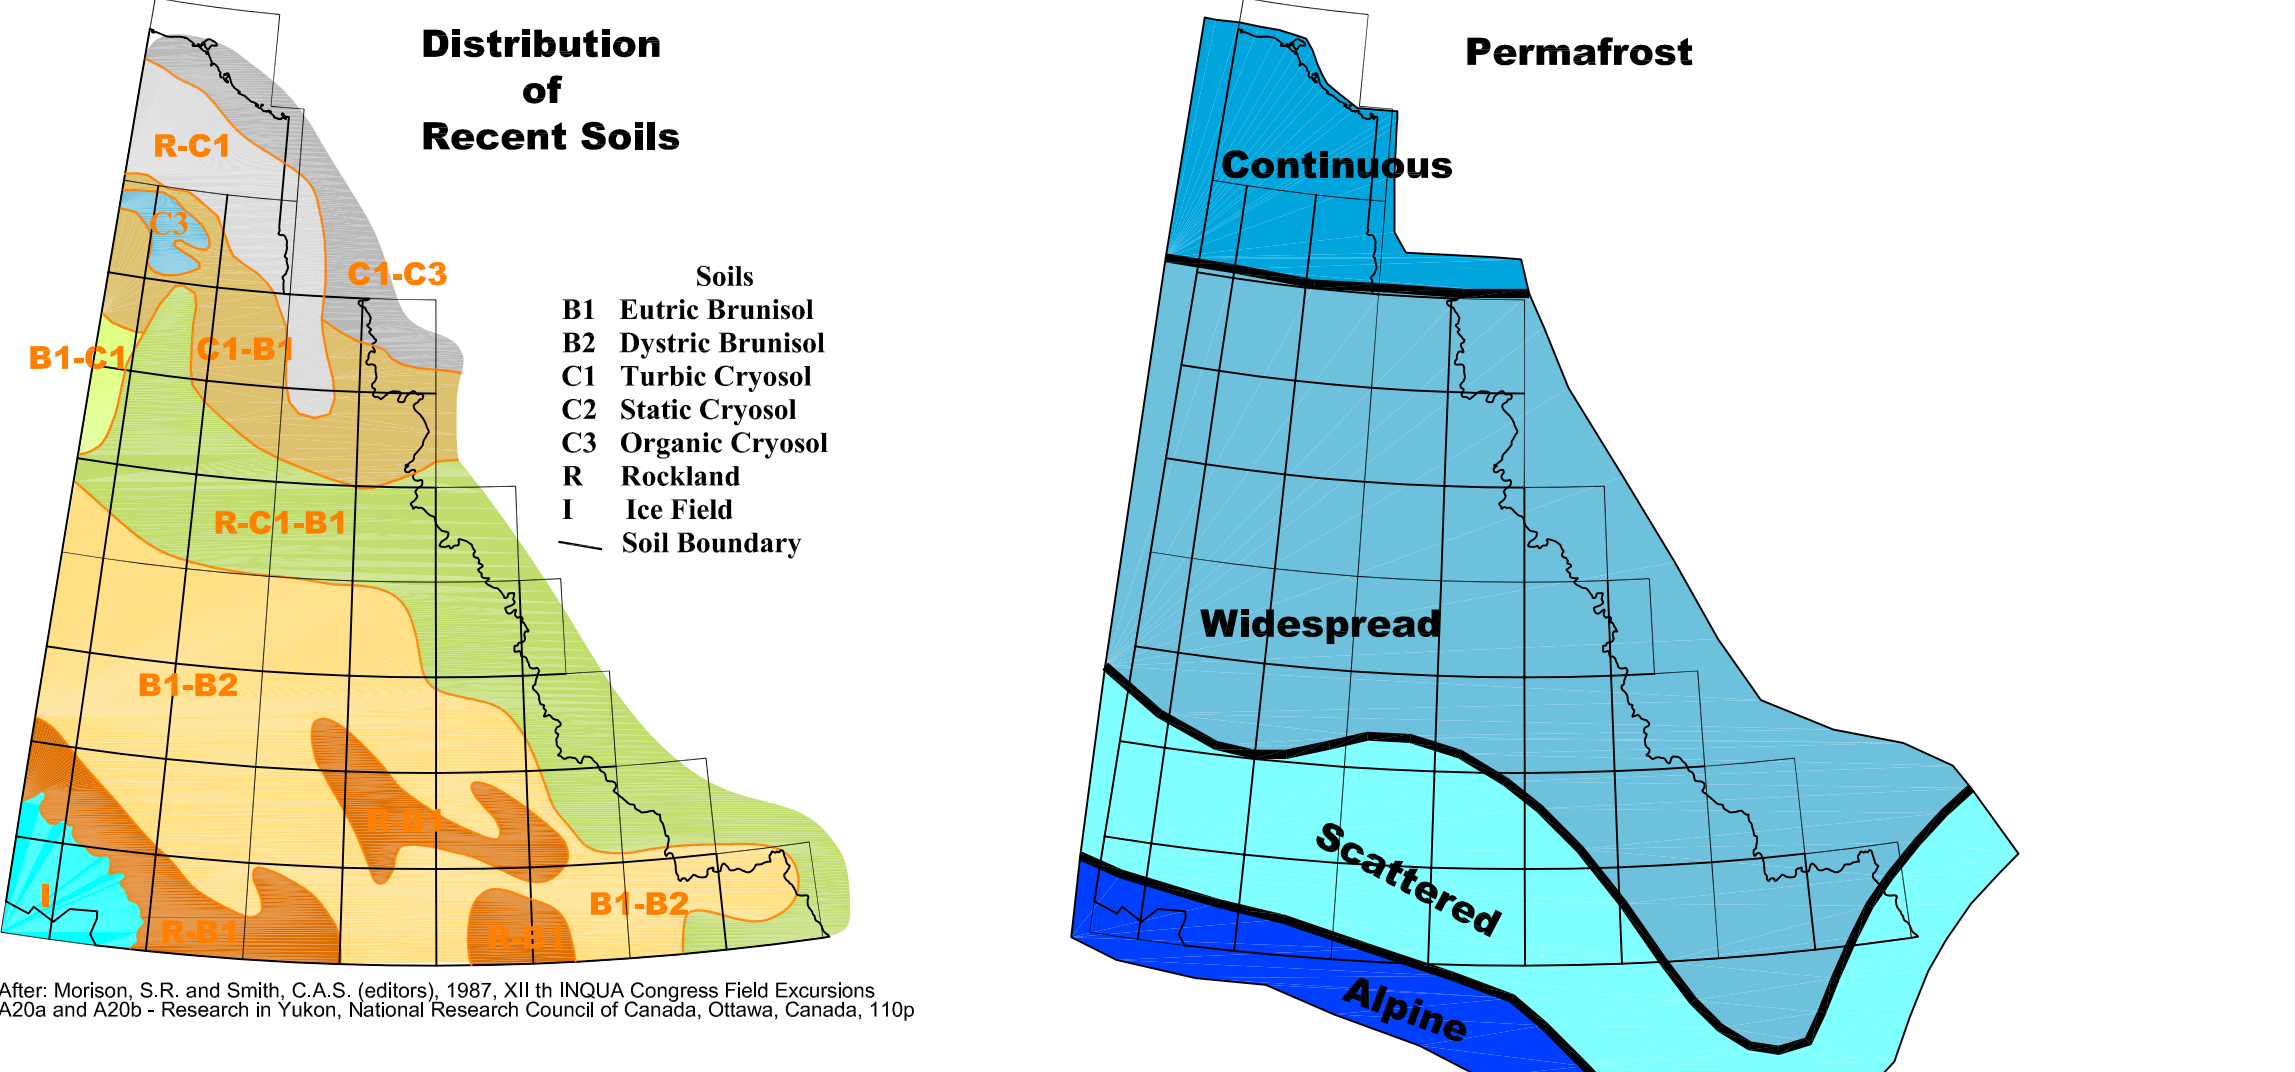 Distribution
of
Recent Soils
R-C1
C3
C1-C3
B1-C1
C1-B1
R-C1-B1
B1-B2
R-B1
B1-B2
I
R-B1
R-B1
Soils
B1 Eutric Brunisol
B2 Dystric Brunisol
C1 Turbic Cryosol
C2 Static Cryosol
C3 Organic Cryosol
R Rockland
I Ice Field
Soil Boundary
After: Morison, S.R. and Smith, C.A.S. (editors), 1987, XII th INQUA Congress Field Excursions
A20a and A20b - Research in Yukon, National Research Council of Canada, Ottawa, Canada, 110p
Permafrost
Continuous
Widespread
Scattered
Alpine